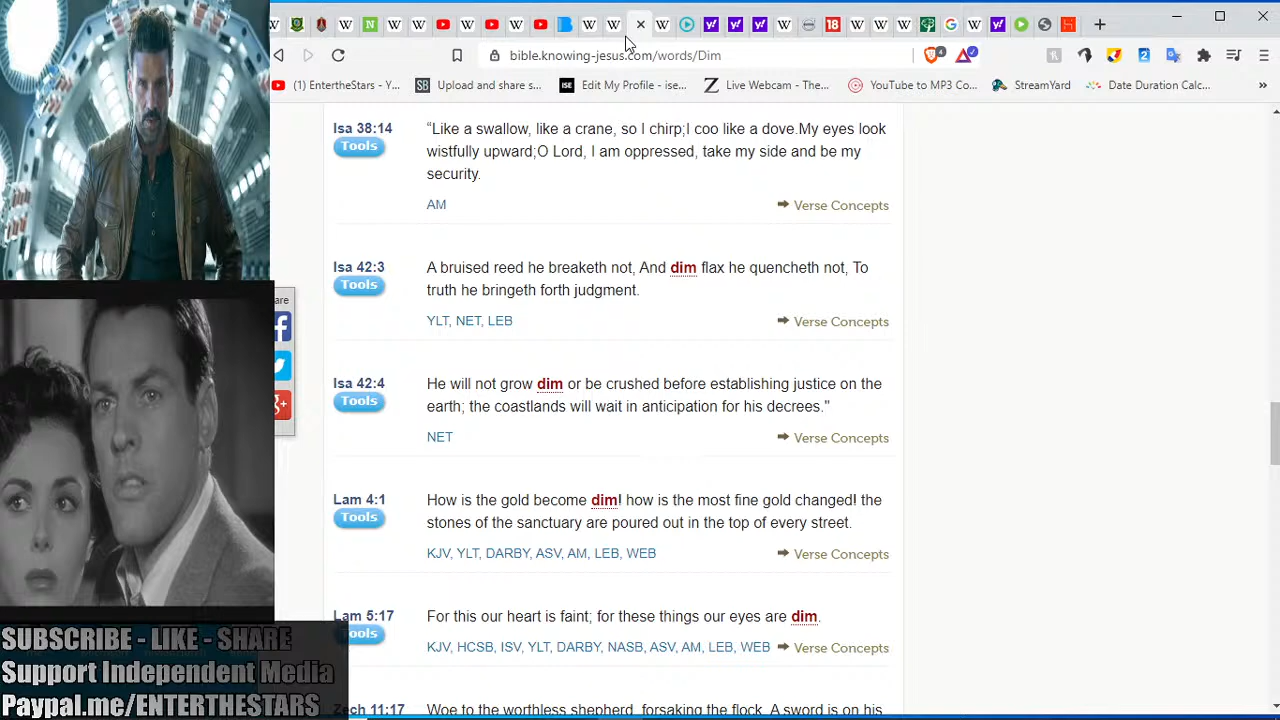 bible.knowing-jesus.com/words/Dim
4
(1) EntertheStars - Y...
Upload and share s...
ISE
Edit My Profile - ise...
Live Webcam - The...
YouTube to MP3 Co...
StreamYard
Date Duration Calc...
»
Isa 38:14
Tools
“Like a swallow, like a crane, so I chirp;I coo like a dove.My eyes look
wistfully upward;O Lord, I am oppressed, take my side and be my
security.
AM
Verse Concepts
Isa 42:3
Tools
A bruised reed he breaketh not, And dim flax he quencheth not, To
truth he bringeth forth judgment.
YLT, NET, LEB
Verse Concepts
Isa 42:4
Tools
He will not grow dim or be crushed before establishing justice on the
earth; the coastlands will wait in anticipation for his decrees.”
NET
Verse Concepts
Lam 4:1
Tools
How is the gold become dim! how is the most fine gold changed! the
stones of the sanctuary are poured out in the top of every street.
KJV, YLT, DARBY, ASV, AM, LEB, WEB
Verse Concepts
Lam 5:17
Tools
For this our heart is faint; for these things our eyes are dim.
KJV, HCSB, ISV, YLT, DARBY, NASB, ASV, AM, LEB, WEB
Verse Concepts
Zech 11:17
Woe to the worthless shepherd, forsaking the flock. A sword is on his
are
SUBSCRIBE - LIKE - SHARE
Support Independent Media
Paypal.me/ENTERTHESTARS